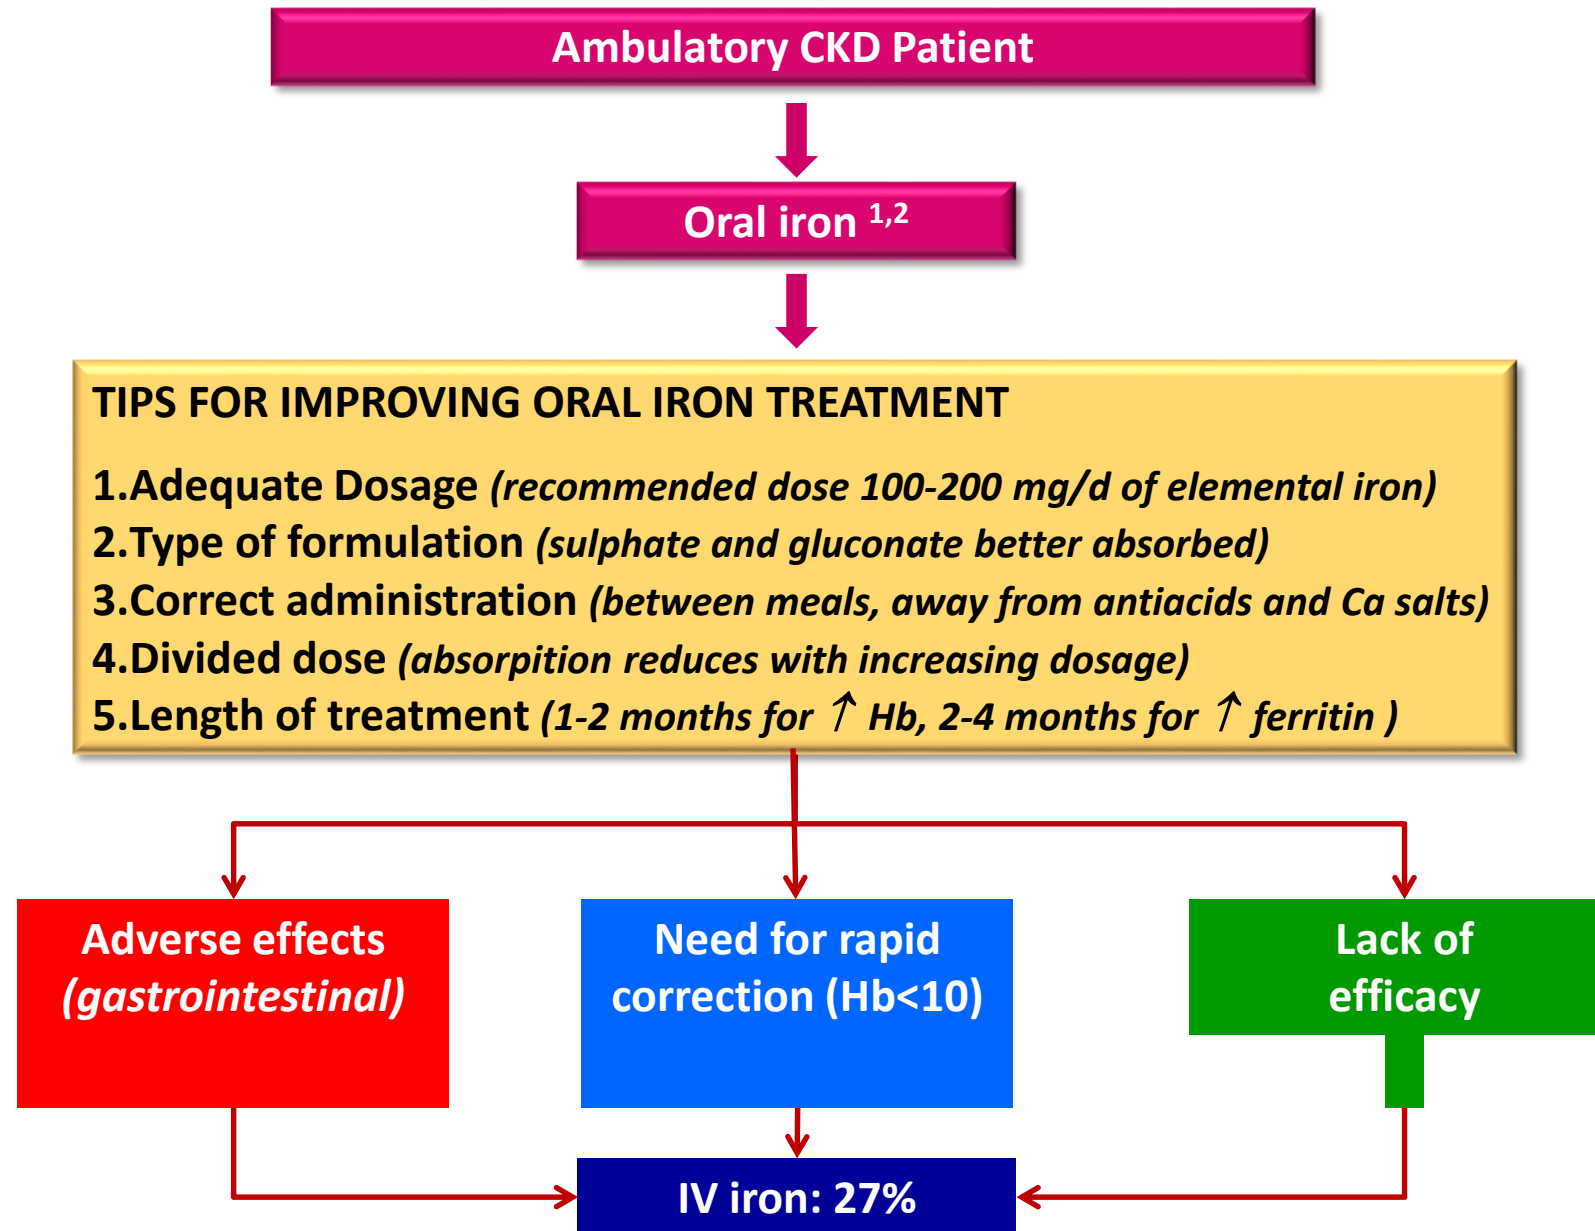 Ambulatory CKD Patient
Oral iron 1,2
TIPS FOR IMPROVING ORAL IRON TREATMENT
1.Adequate Dosage (recommended dose 100-200 mg/d of elemental iron)
2.Type of formulation (sulphate and gluconate better absorbed)
3.Correct administration (between meals, away from antiacids and Ca salts)
4.Divided dose (absorpition reduces with increasing dosage)
5.Length of treatment (1-2 months for ↑ Hb, 2-4 months for ↑ ferritin )
Adverse effects
(gastrointestinal)
Need for rapid
correction (Hb<10)
Lack of
efficacy
IV iron: 27%